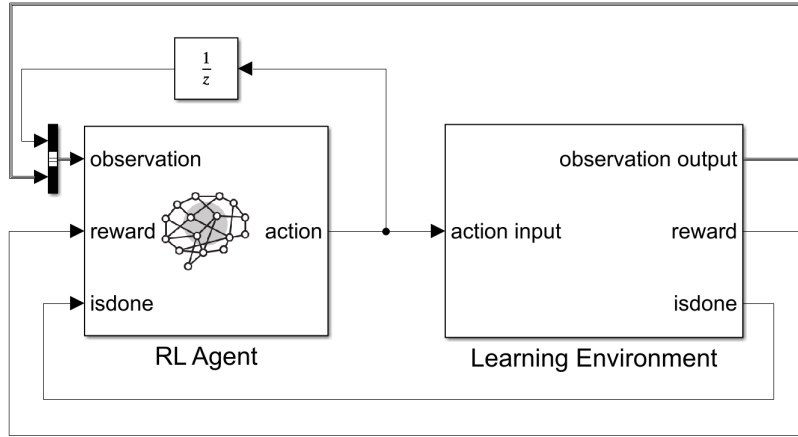 1
z
observation
observation output
reward
action
action input
reward
isdone
isdone
RL Agent
Learning Environment